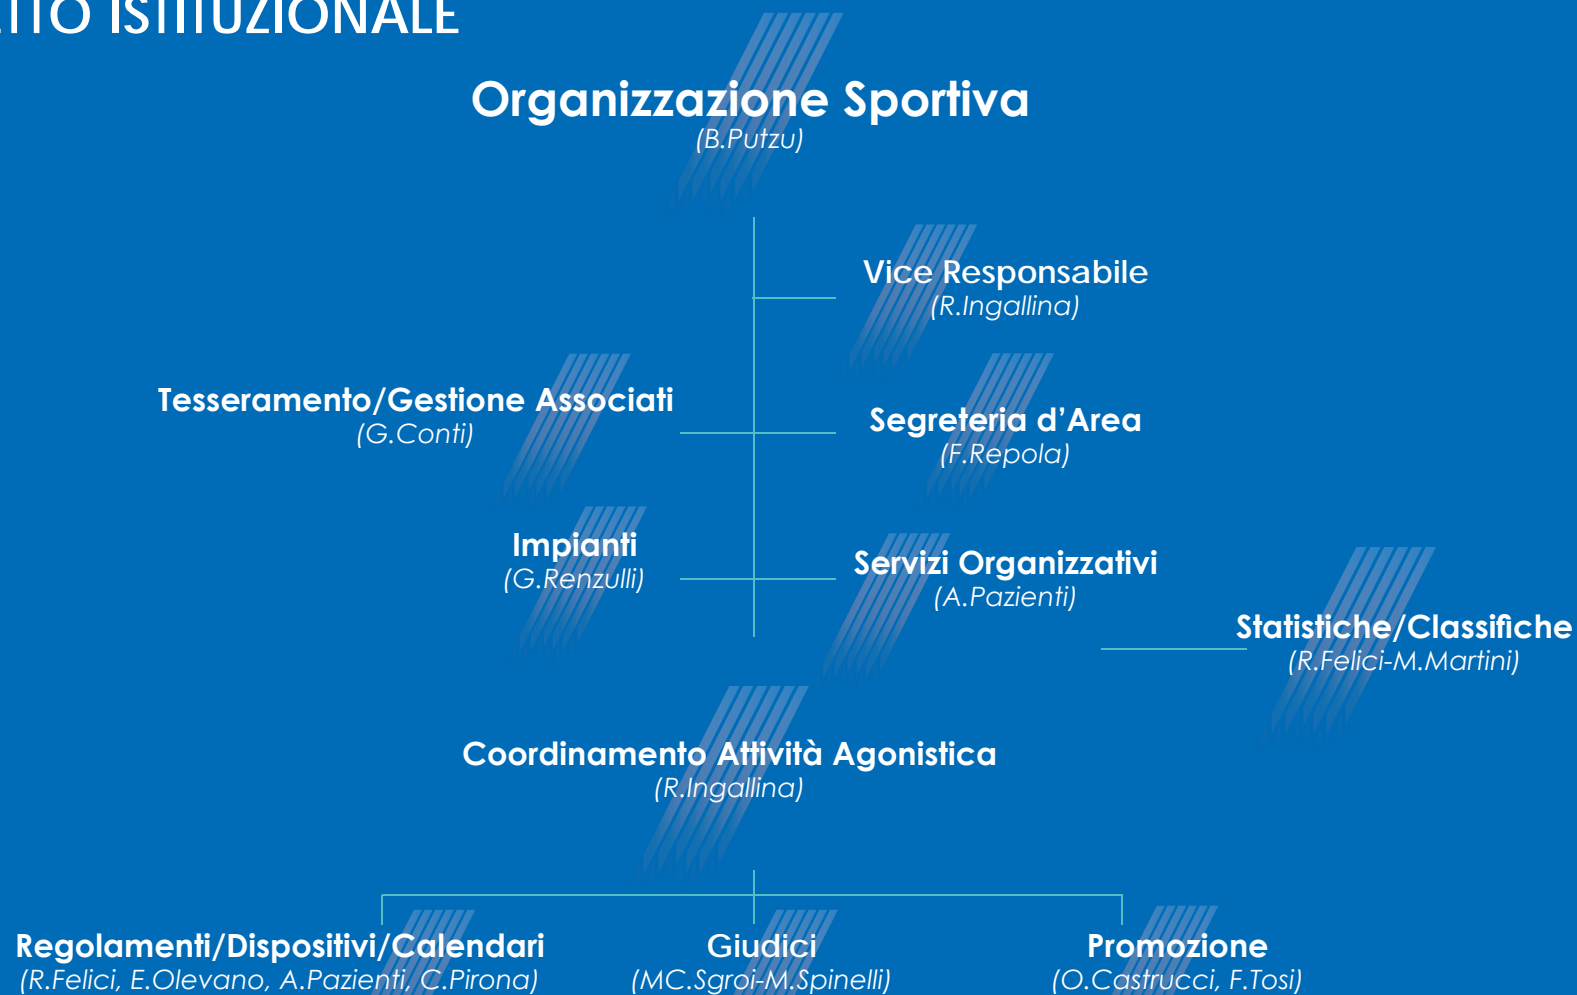 ISTITUZIONALE
Organizzazione Sportiva
(B.Putzu)
Vice Responsabile
(R.Ingallina)
Tesseramento/Gestione Associati
(G.Conti)
Segreteria d’Area
(F.Repola)
Impianti
(G.Renzulli)
Servizi Organizzativi
(A.Pazienti)
Statistiche/Classifiche
(R.Felici-M.Martini)
Coordinamento Attività Agonistica
(R.Ingallina)
Regolamenti/Dispositivi/Calendari
(R.Felici, E.Olevano, A.Pazienti, C.Pirona)
Giudici
(MC.Sgroi-M.Spinelli)
Promozione
(O.Castrucci, F.Tosi)